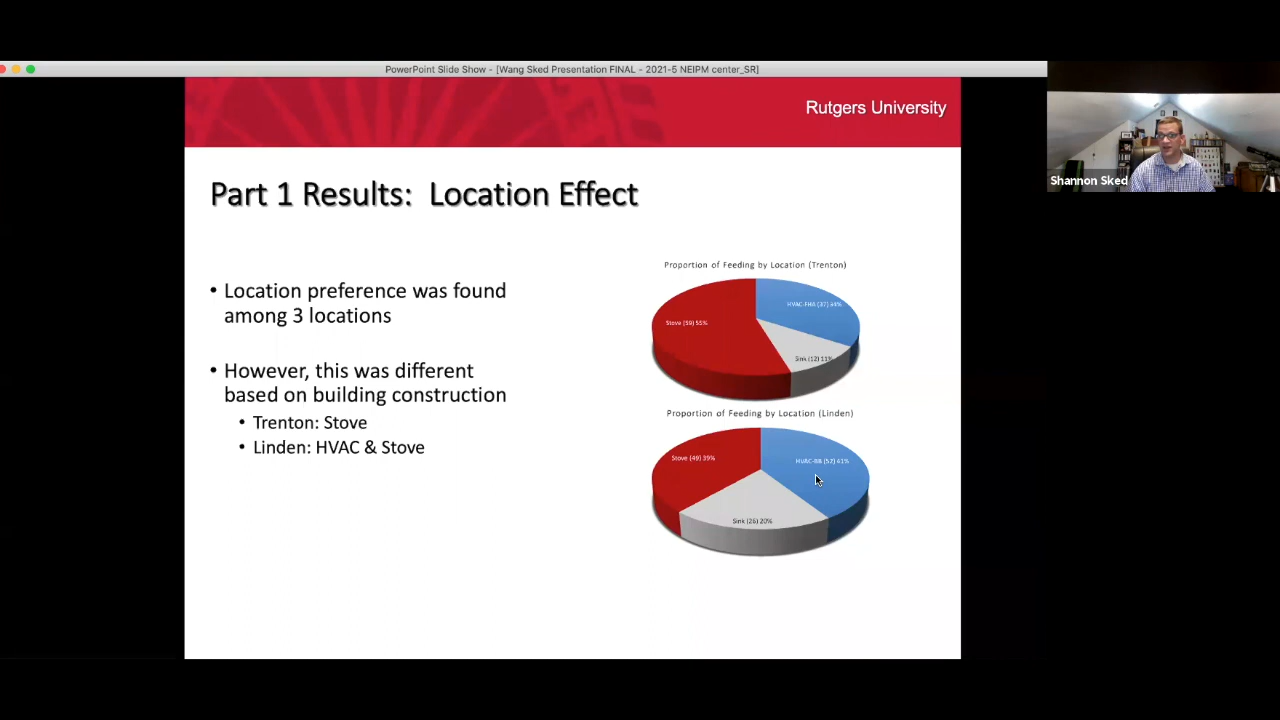 PowerPoint Slide Show - [Wang Sked Presentation FINAL - 2021-5 NEIPM center_SR]
Rutgers University
Shannon Sked
Part 1 Results: Location Effect
• Location preference was found
among 3 locations
• However, this was different
based on building construction
• Trenton: Stove
• Linden: HVAC & Stove
Proportion of Feeding by Location (Trenton)
HVAC-FHA (37) 34%
Stove (59) 55%
Sink (12) 11%
Proportion of Feeding by Location (Linden)
Stove (49) 39%
HVAC-BB (52) 41%
Sink (26) 20%